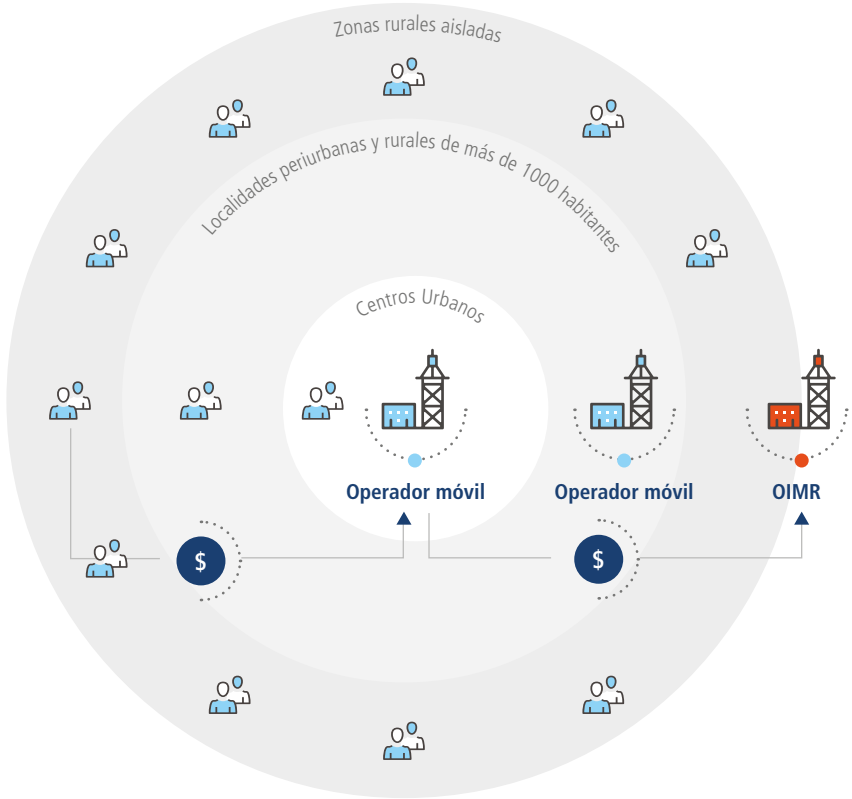 Zonas rurales aisladas
Localidades periurbanas y rurales de más de 1000 habitantes
Centros Urbanos
Operador móvil
Operador móvil
OIMR
$
$